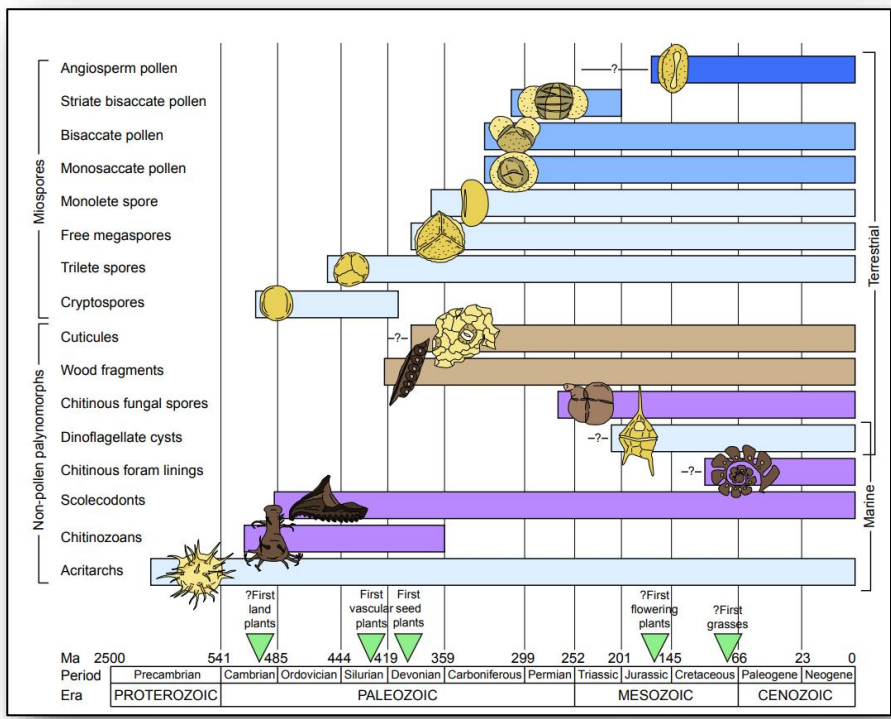 Miospores
Angiosperm pollen
-?-
Striate bisaccate pollen
Bisaccate pollen
Monosaccate pollen
Monolete spore
Free megaspores
Trilete spores
Cryptospores
Terrestrial
Non-pollen palynomorphs
Cuticules
-?-
Wood fragments
Chitinous fungal spores
Dinoflagellate cysts
-?-
Chitinous foram linings
-?-
Scolecodonts
Chitinozoans
Acritarchs
Marine
?First
land
plants
First
vascular
plants
First
seed
plants
?First
flowering
plants
?First
grasses
Ma 2500 541 485 444 419 359 299 252 201 145 66 23 0
Period Precambrian Cambrian Ordovician Silurian Devonian Carboniferous Permian Triassic Jurassic Cretaceous Paleogene Neogene
Era PROTEROZOIC PALEOZOIC MESOZOIC CENOZOIC